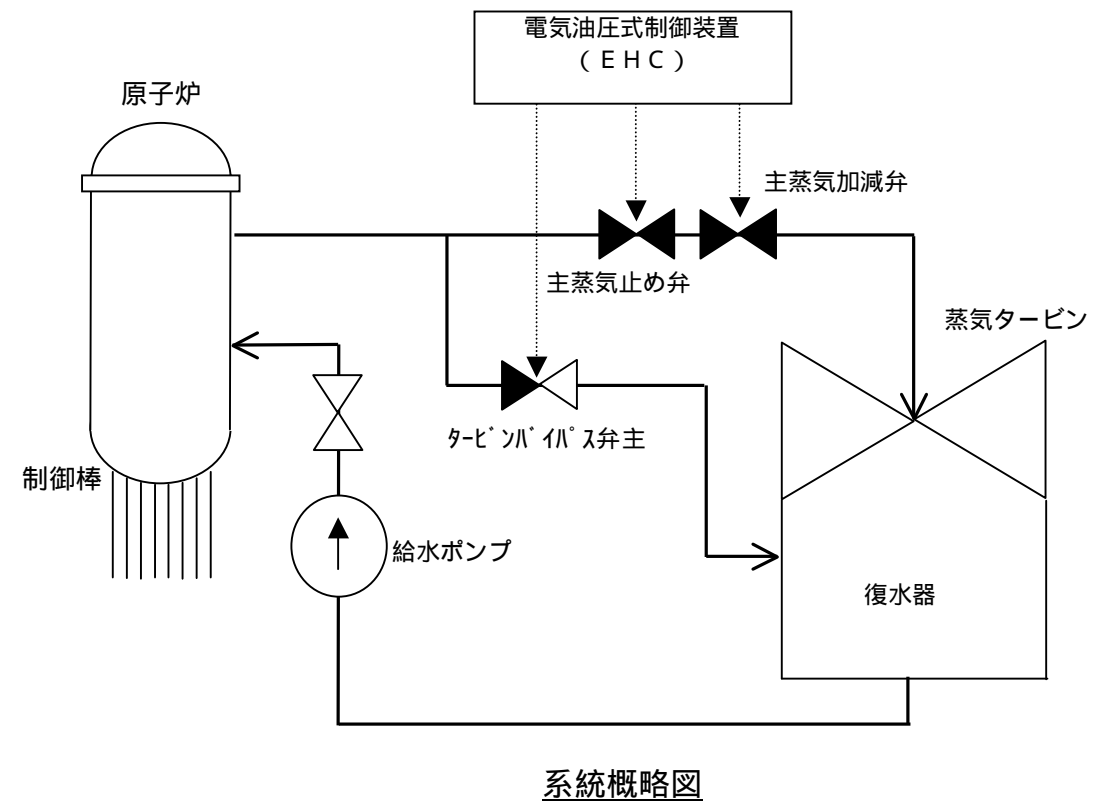 電気油圧式制御装置
（ＥＨＣ）
原子炉
主蒸気加減弁
主蒸気止め弁
蒸気タービン
ﾀｰﾋﾞﾝﾊﾞｲﾊﾟｽ弁主
制御棒
給水ポンプ
復水器
系統概略図